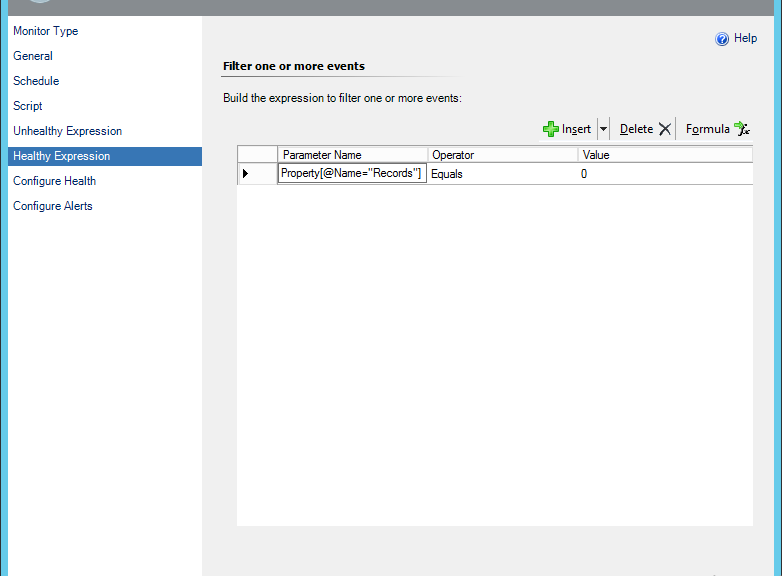 Monitor Type
General
Schedule
Script
Unhealthy Expression
Healthy Expression
Configure Health
Configure Alerts
Help
Filter one or more events
Build the expression to filter one or more events:
Insert Delete Formula
Parameter Name Operator Value
Property[@Name="Records"] Equals 0